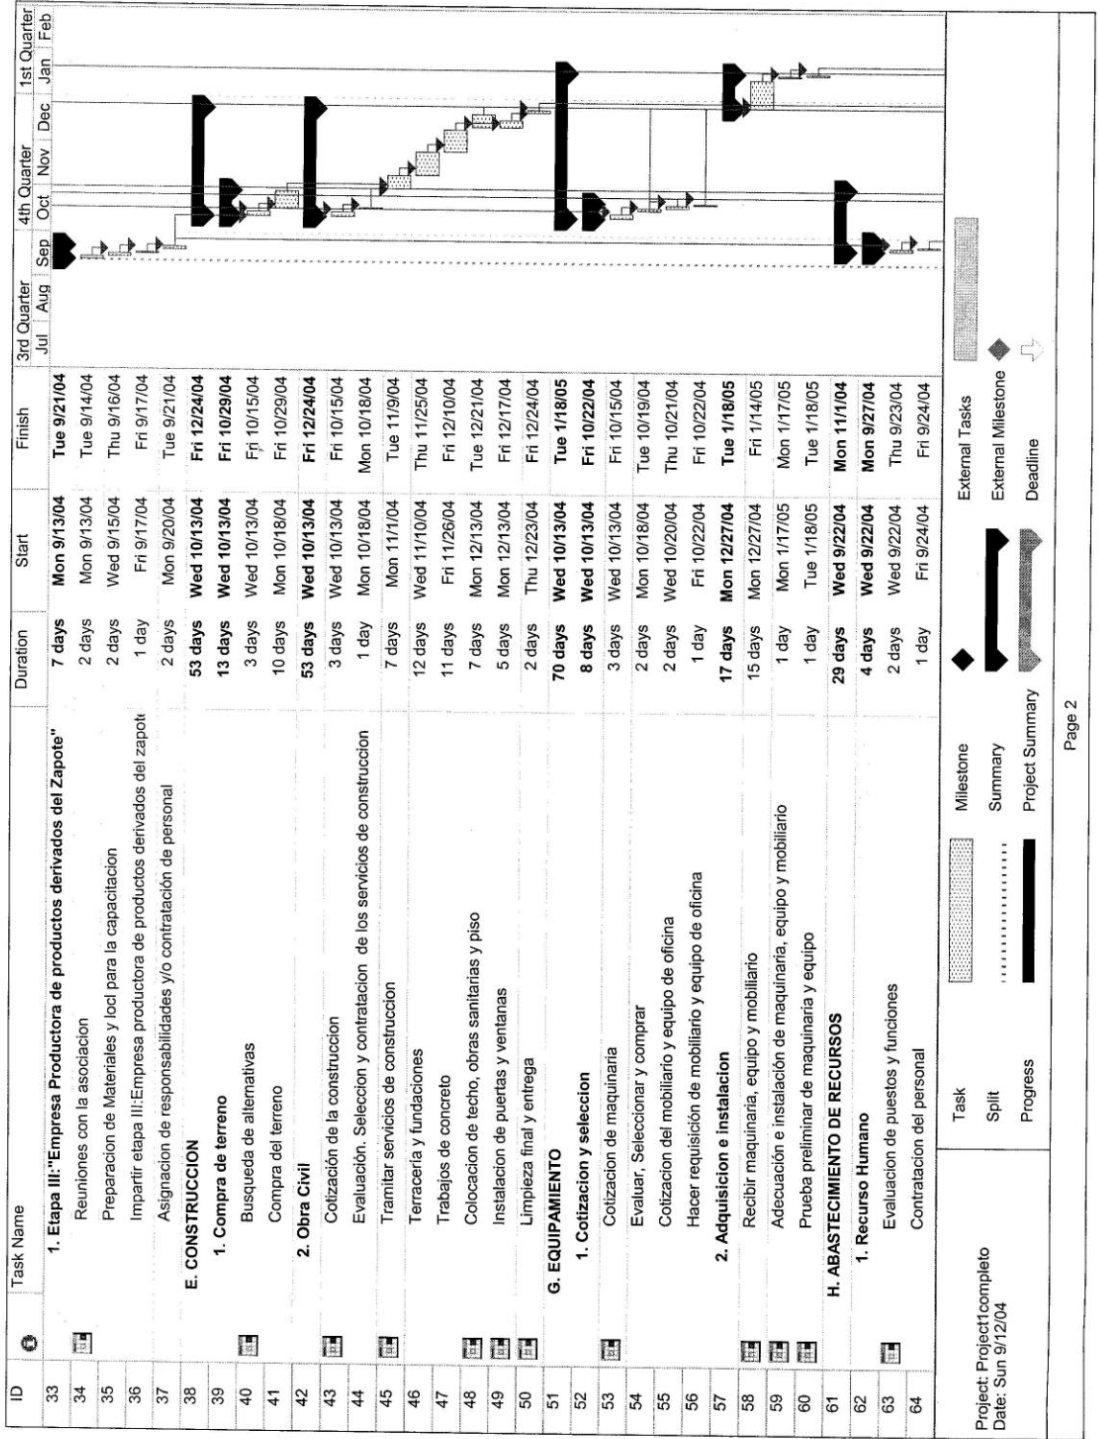 ID Task Name Duration Start Finish 3rd Quarter 4th Quarter 1st Quarter
Jul Aug Sep Oct Nov Dec Jan Feb
33 1. Etapa III:"Empresa Productora de productos derivados del Zapote" 7 days Mon 9/13/04 Tue 9/21/04
34 Reuniones con la asociacion 2 days Mon 9/13/04 Tue 9/14/04
35 Preparacion de Materiales y locl para la capacitacion 2 days Wed 9/15/04 Thu 9/16/04
36 Impartir etapa III:Empresa productora de productos derivados del zapote 1 day Fri 9/17/04 Fri 9/17/04
37 Asignacion de responsabilidades y/o contratación de personal 2 days Mon 9/20/04 Tue 9/21/04
38 E. CONSTRUCCION 53 days Wed 10/13/04 Fri 12/24/04
39 1. Compra de terreno 13 days Wed 10/13/04 Fri 10/29/04
40 Busqueda de alternativas 3 days Wed 10/13/04 Fri 10/15/04
41 Compra del terreno 10 days Mon 10/18/04 Fri 10/29/04
42 2. Obra Civil 53 days Wed 10/13/04 Fri 12/24/04
43 Cotización de la construccion 3 days Wed 10/13/04 Fri 10/15/04
44 Evaluación, Seleccion y contratacion de los servicios de construccion 1 day Mon 10/18/04 Mon 10/18/04
45 Tramitar servicios de construccion 7 days Mon 11/1/04 Tue 11/9/04
46 Terracería y fundaciones 12 days Wed 11/10/04 Thu 11/25/04
47 Trabajos de concreto 11 days Fri 11/26/04 Fri 12/10/04
48 Colocacion de techo, obras sanitarias y piso 7 days Mon 12/13/04 Tue 12/21/04
49 Instalacion de puertas y ventanas 5 days Mon 12/13/04 Fri 12/17/04
50 Limpieza final y entrega 2 days Thu 12/23/04 Fri 12/24/04
51 G. EQUIPAMIENTO 70 days Wed 10/13/04 Tue 1/18/05
52 1. Cotizacion y seleccion 8 days Wed 10/13/04 Fri 10/22/04
53 Cotizacion de maquinaria 3 days Wed 10/13/04 Fri 10/15/04
54 Evaluar, Seleccionar y comprar 2 days Mon 10/18/04 Tue 10/19/04
55 Cotizacion del mobiliario y equipo de oficina 2 days Wed 10/20/04 Thu 10/21/04
56 Hacer requisición de mobiliario y equipo de oficina 1 day Fri 10/22/04 Fri 10/22/04
57 2. Adquisicion e instalacion 17 days Mon 12/27/04 Tue 1/18/05
58 Recibir maquinaria, equipo y mobiliario 15 days Mon 12/27/04 Fri 1/14/05
59 Adecuación e instalación de maquinaria, equipo y mobiliario 1 day Mon 1/17/05 Mon 1/17/05
60 Prueba preliminar de maquinaria y equipo 1 day Tue 1/18/05 Tue 1/18/05
61 H. ABASTECIMIENTO DE RECURSOS 29 days Wed 9/22/04 Mon 11/1/04
62 1. Recurso Humano 4 days Wed 9/22/04 Mon 9/27/04
63 Evaluacion de puestos y funciones 2 days Wed 9/22/04 Thu 9/23/04
64 Contratacion del personal 1 day Fri 9/24/04 Fri 9/24/04
Project: Project1completo
Date: Sun 9/12/04
Task Milestone External Tasks
Split Summary External Milestone
Progress Project Summary Deadline
Page 2